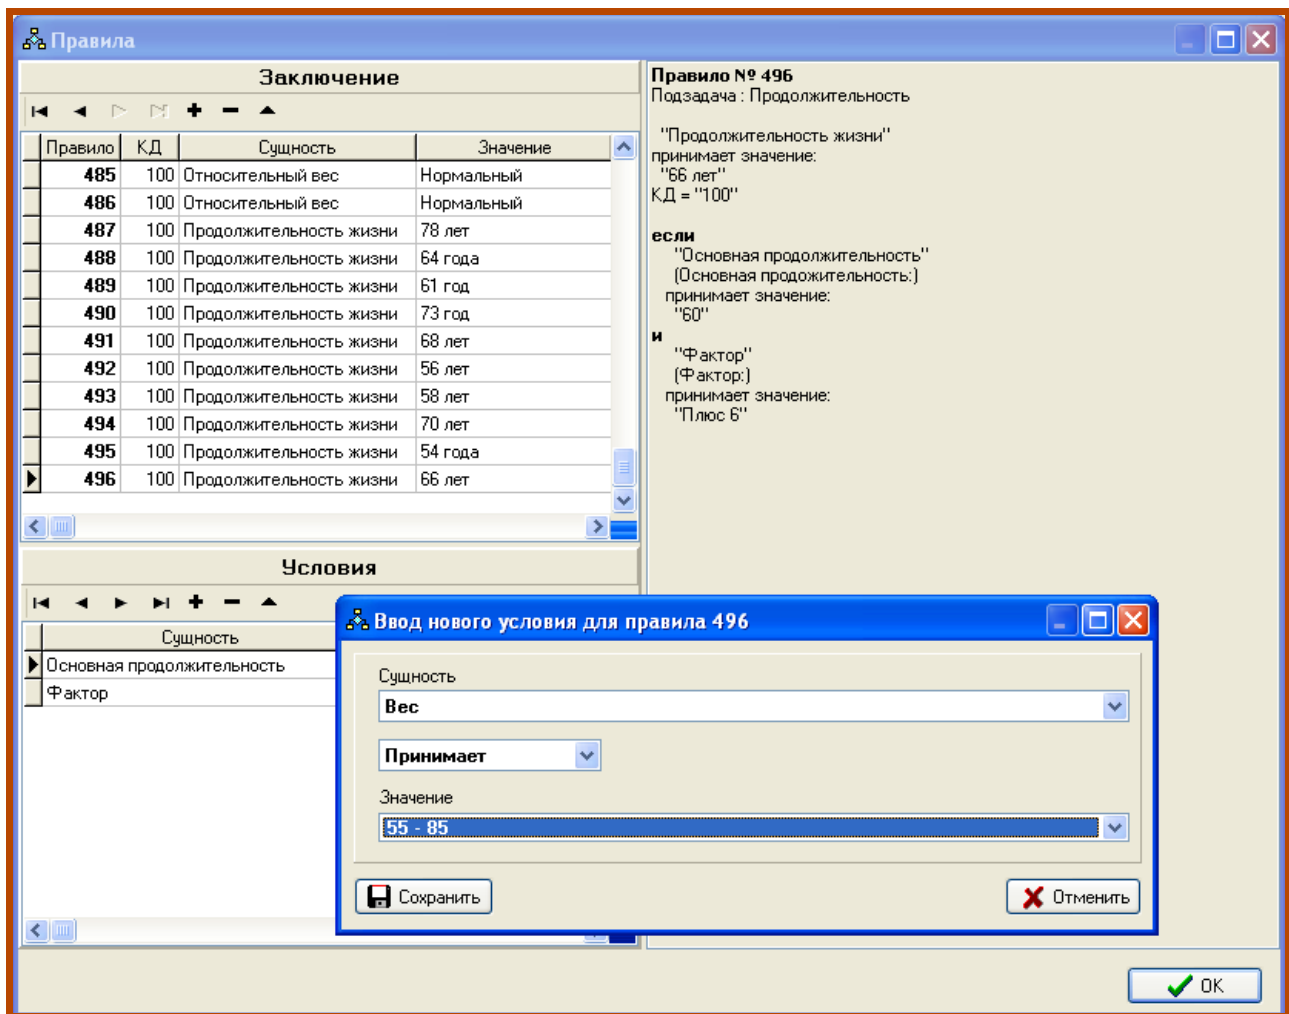 Правила
Заключение
Правило КД Сущность Значение
485 100 Относительный вес Нормальный
486 100 Относительный вес Нормальный
487 100 Продолжительность жизни 78 лет
488 100 Продолжительность жизни 64 года
489 100 Продолжительность жизни 61 год
490 100 Продолжительность жизни 73 год
491 100 Продолжительность жизни 68 лет
492 100 Продолжительность жизни 56 лет
493 100 Продолжительность жизни 58 лет
494 100 Продолжительность жизни 70 лет
495 100 Продолжительность жизни 54 года
496 100 Продолжительность жизни 66 лет
Правило № 496
Подзадача : Продолжительность
"Продолжительность жизни"
принимает значение:
"66 лет"
КД = "100"
если
"Основная продолжительность"
(Основная продожительность:)
принимает значение:
"60"
и
"Фактор"
(Фактор:)
принимает значение:
"Плюс 6"
Условия
Сущность
Основная продолжительность
Фактор
Ввод нового условия для правила 496
Сущность
Вес
Принимает
Значение
55 - 85
Сохранить
Отменить
OK